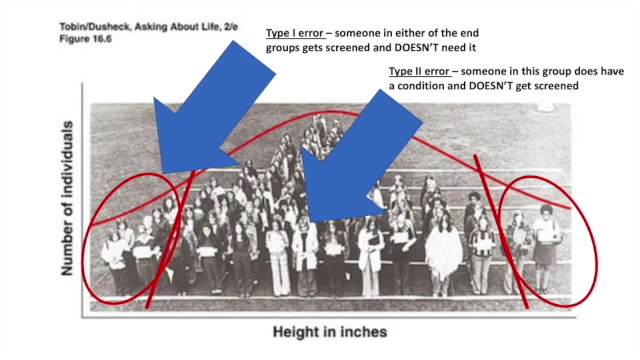 Tobin/Dusheck, Asking About Life, 2/e
Figure 16.6
Type I error – someone in either of the end
groups gets screened and DOESN'T need it
Type II error – someone in this group does have
a condition and DOESN'T get screened
Number of individuals
Height in inches